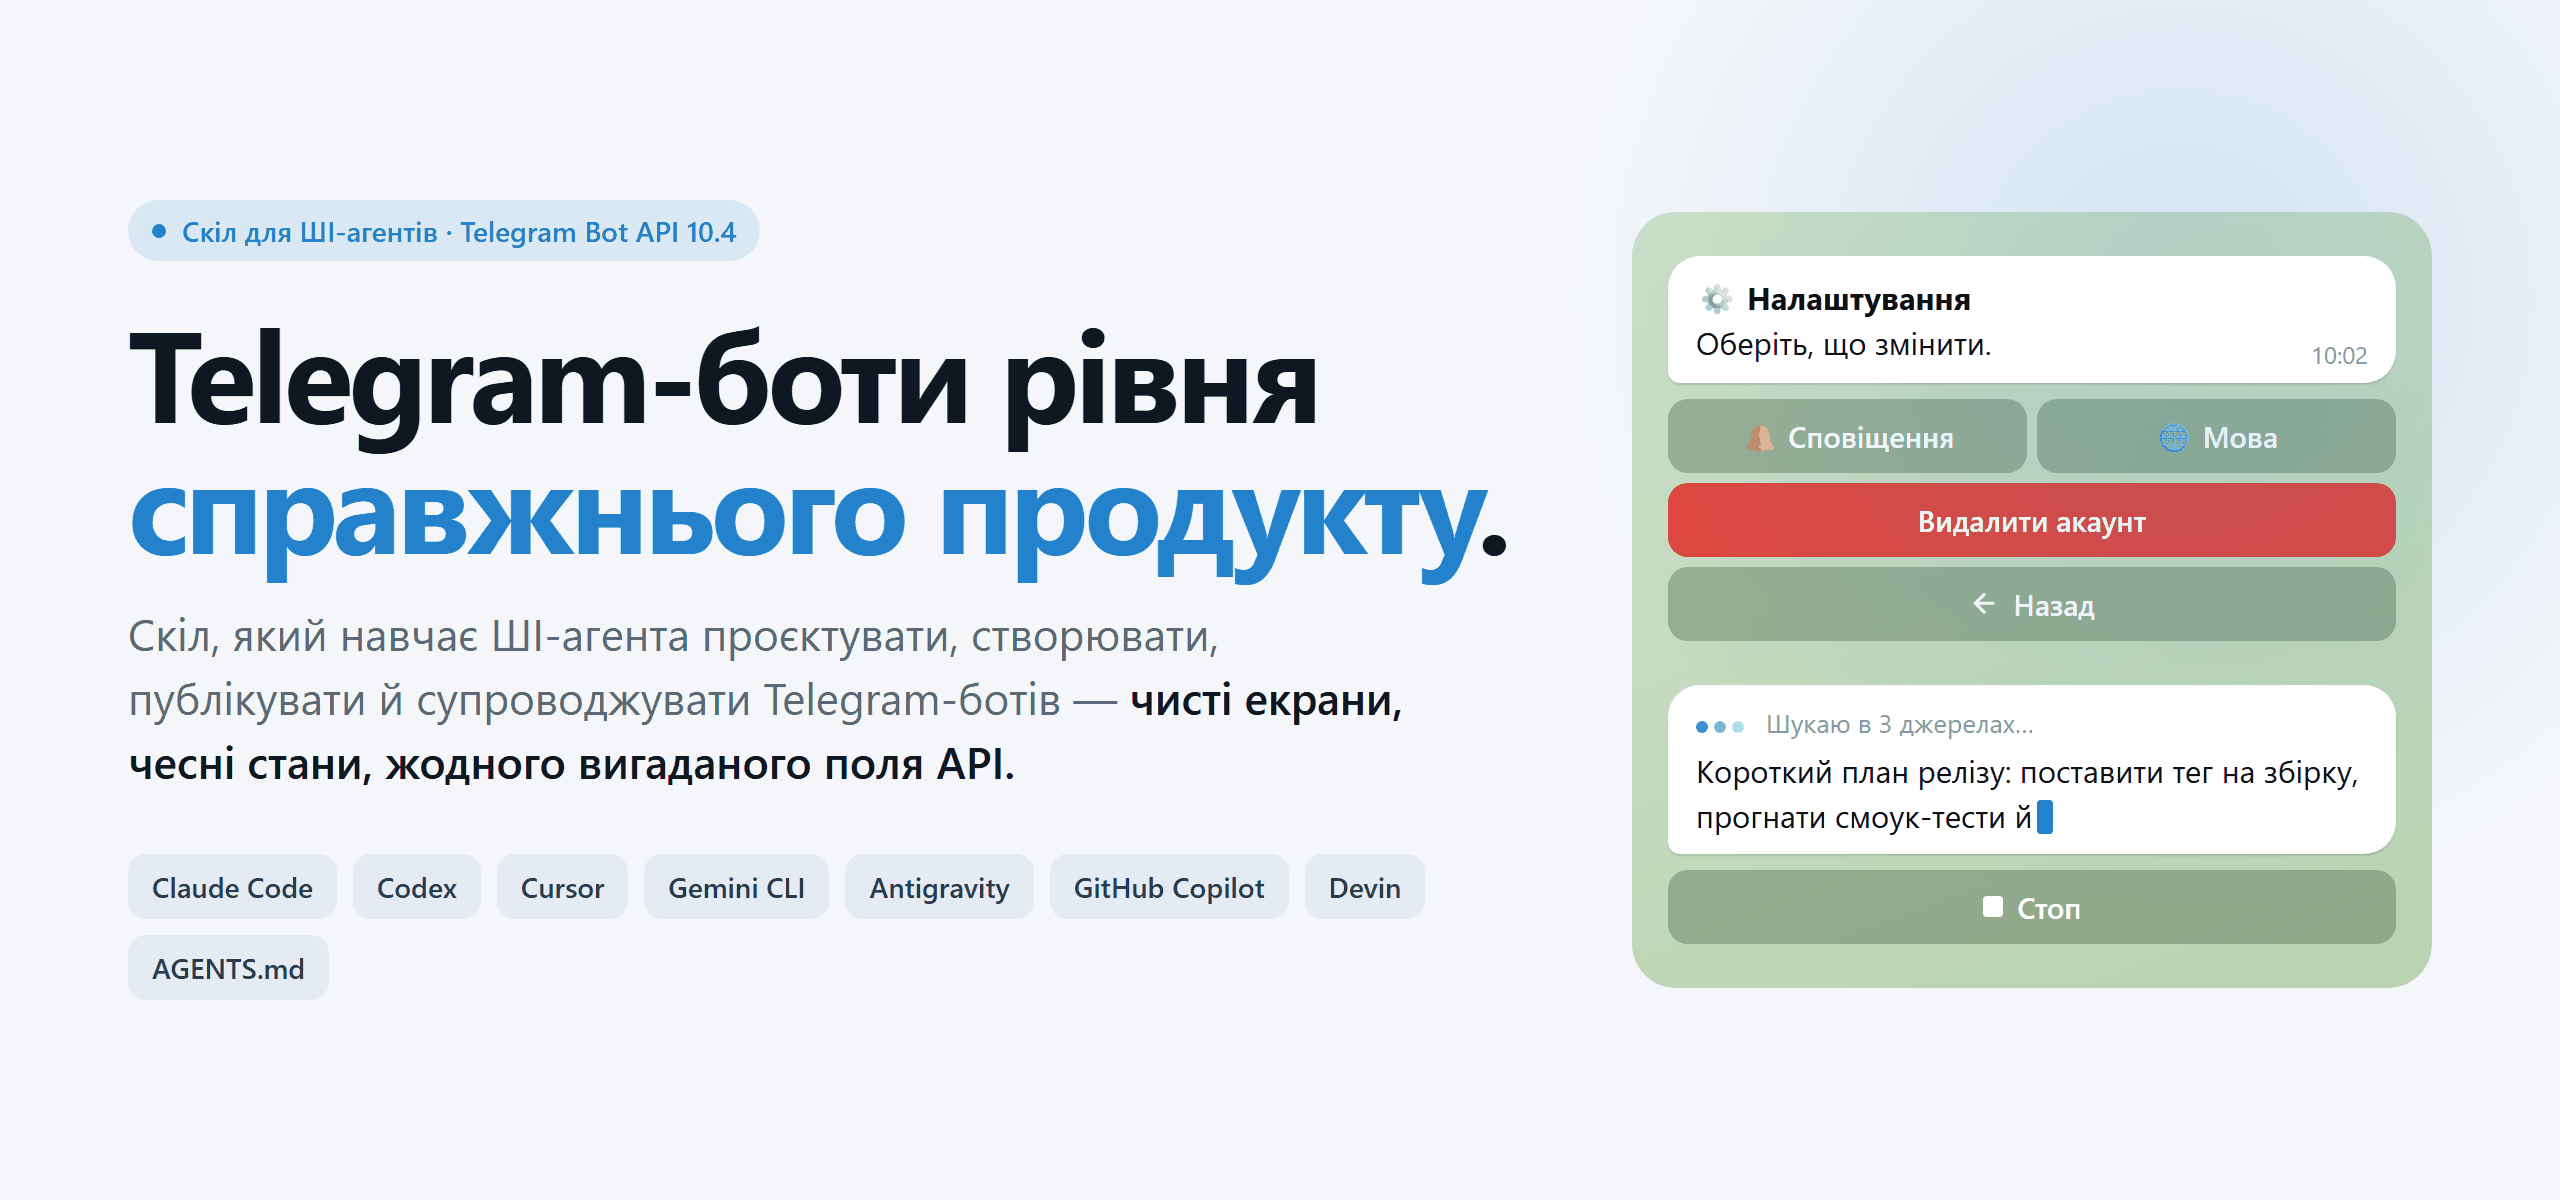 Скіл для ШІ-агентів · Telegram Bot API 10.4
Telegram-боти рівня
справжнього продукту.
Скіл, який навчає ШІ-агента проєктувати, створювати,
публікувати й супроводжувати Telegram-ботів — чисті екрани,
чесні стани, жодного вигаданого поля API.
Claude Code Codex Cursor Gemini CLI Antigravity GitHub Copilot Devin
AGENTS.md
⚙️ Налаштування
Оберіть, що змінити.
10:02
🔔 Сповіщення 🌐 Мова
Видалити акаунт
← Назад
Шукаю в 3 джерелах...
Короткий план релізу: поставити тег на збірку,
прогнати смоук-тести й
Стоп